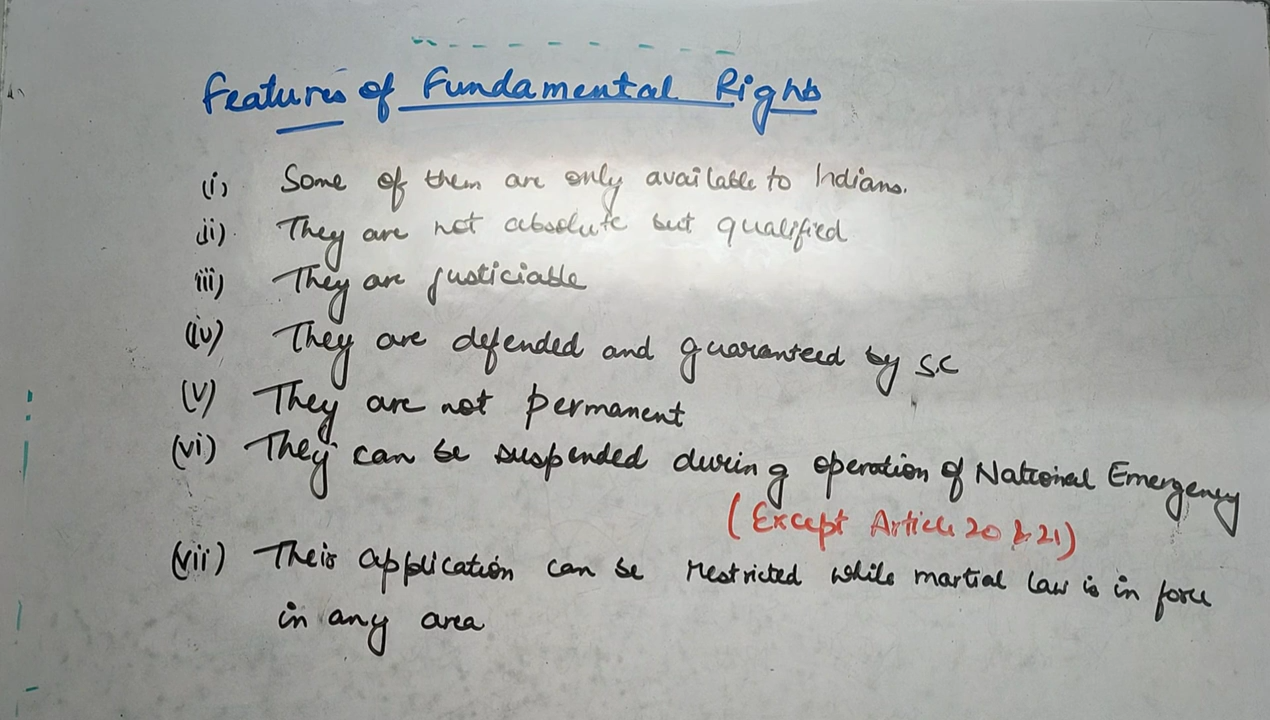 Features of Fundamental Rights
(i) Some of them are only available to Indians.
(ii) They are not absolute but qualified
(iii) They are justiciable
(iv) They are defended and guaranteed by S.C
(v) They are not permanent
(vi) They can be suspended during operation of National Emergency
(Except Article 20 & 21)
(vii) Their application can be restricted while martial law is in force
in any area